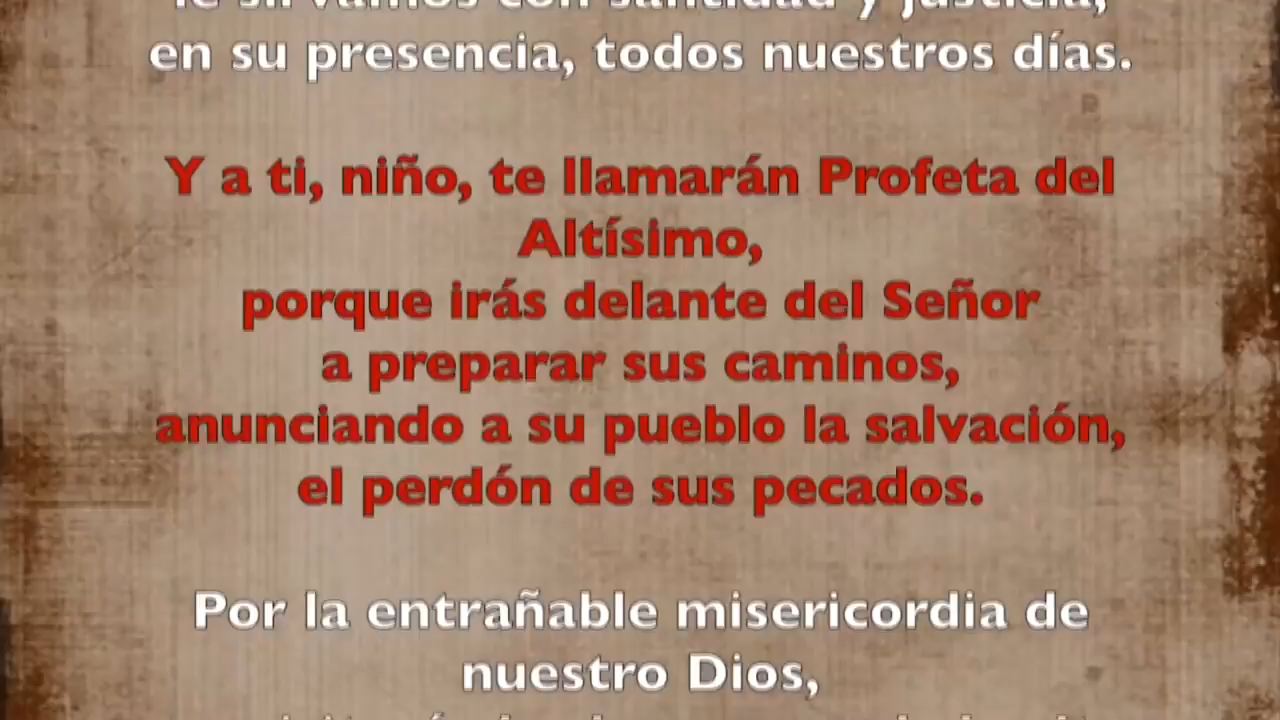 le sirvamos con santidad y justicia,
en su presencia, todos nuestros días.
Y a ti, niño, te llamarán Profeta del
Altísimo,
porque irás delante del Señor
a preparar sus caminos,
anunciando a su pueblo la salvación,
el perdón de sus pecados.
Por la entrañable misericordia de
nuestro Dios,